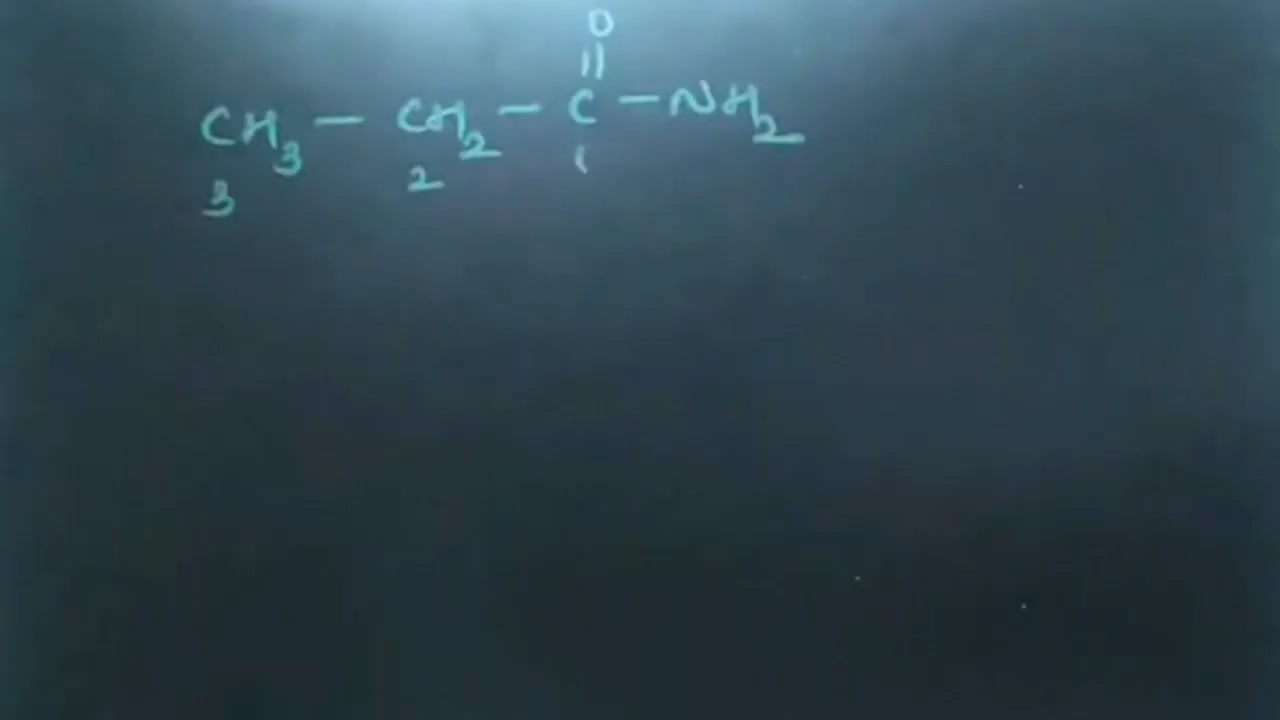 O
||
CH3 – CH2 – C – NH2
3 2 1